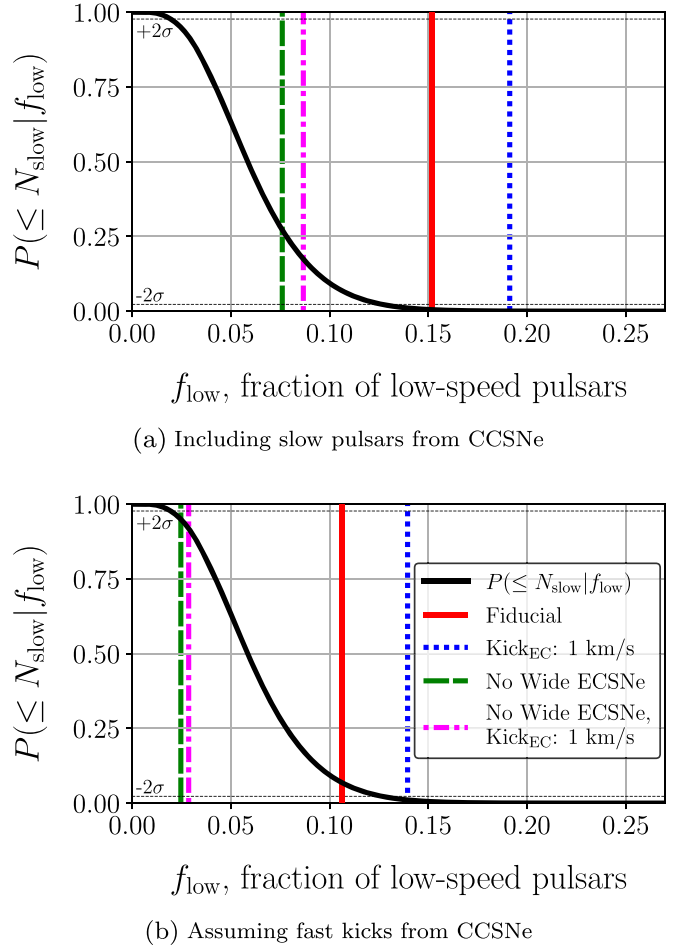 1.00
+2σ
0.75
0.50
0.25
-2σ
0.00
P(≤ N_slow|f_low)
0.00 0.05 0.10 0.15 0.20 0.25
f_low, fraction of low-speed pulsars
(a) Including slow pulsars from CCSNe
1.00
+2σ
0.75
0.50
0.25
-2σ
0.00
P(≤ N_slow|f_low)
P(≤ N_slow|f_low)
Fiducial
Kick_EC: 1 km/s
No Wide ECSNe
No Wide ECSNe,
Kick_EC: 1 km/s
0.00 0.05 0.10 0.15 0.20 0.25
f_low, fraction of low-speed pulsars
(b) Assuming fast kicks from CCSNe